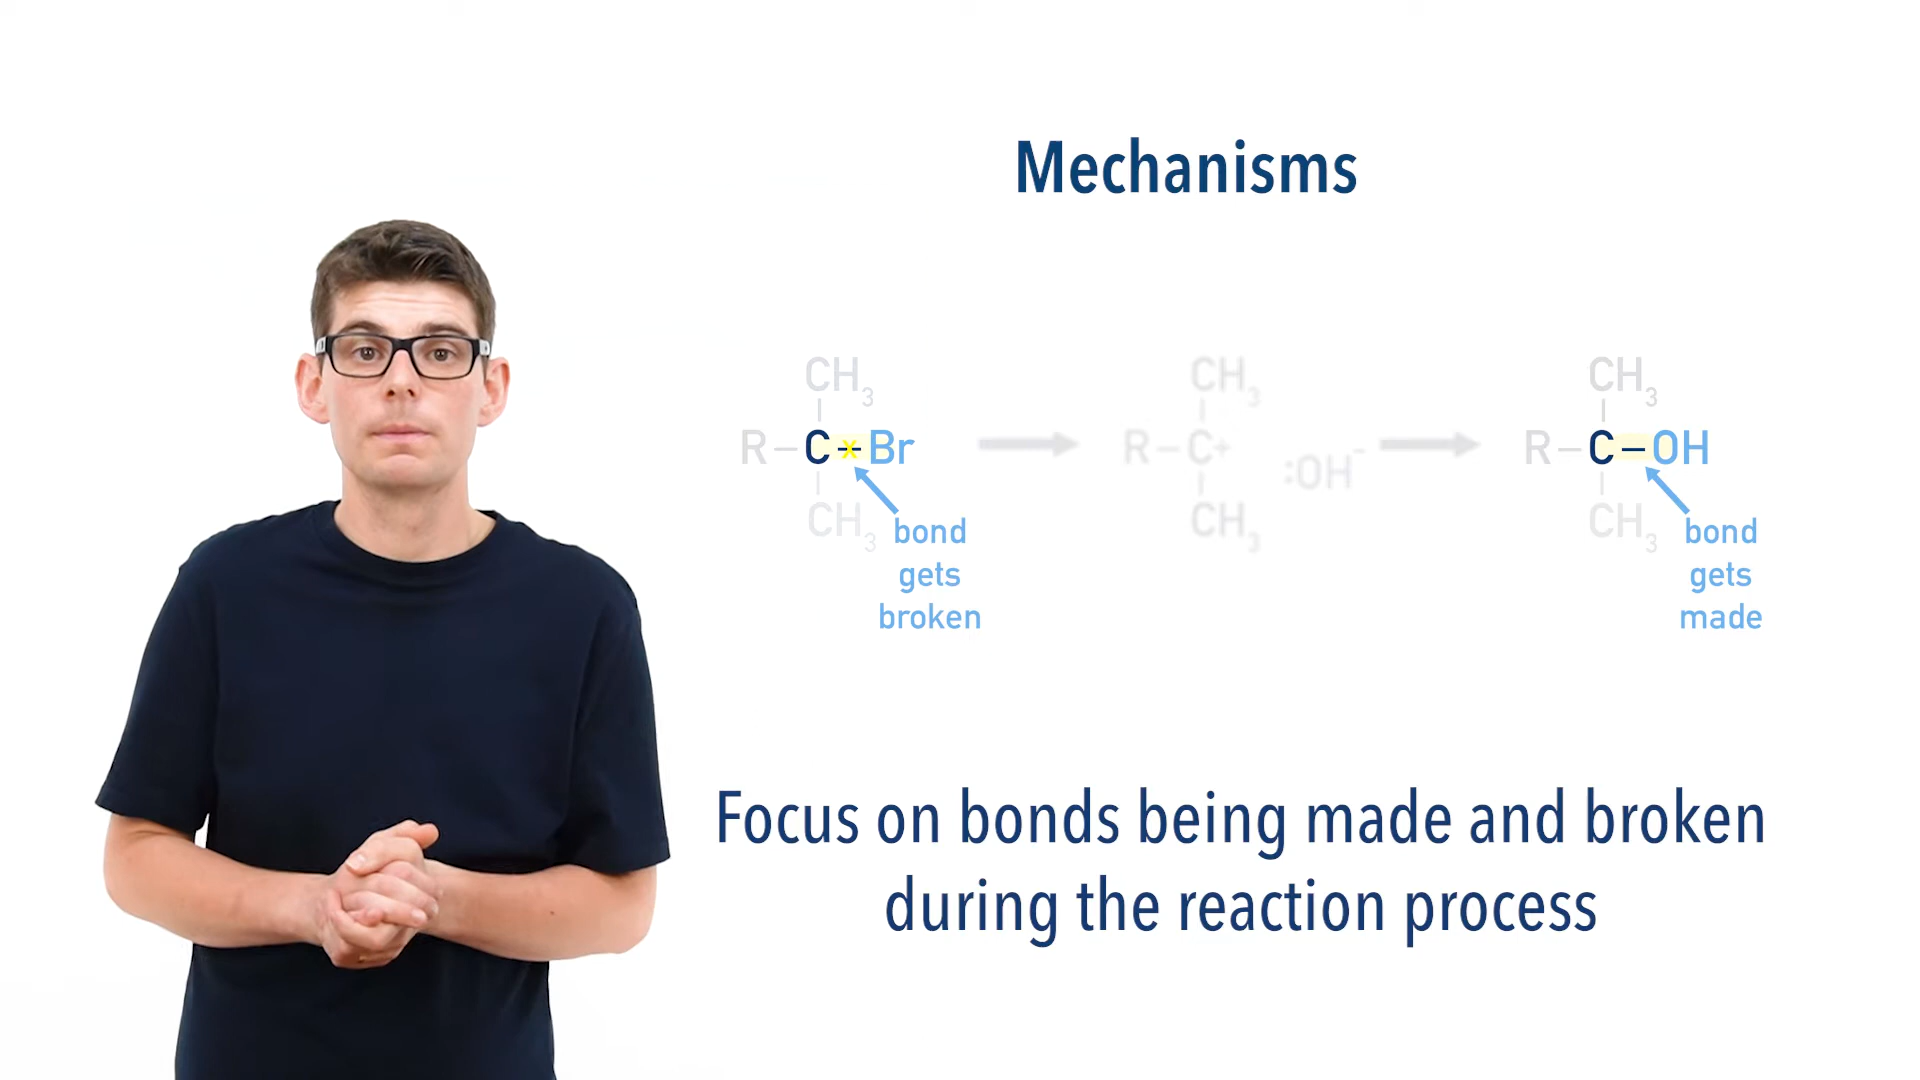 Mechanisms
CH3 CH3 CH3
R–C–Br R–C+ :OH- R–C–OH
CH3 CH3 CH3
bond gets broken
bond gets made
Focus on bonds being made and broken
during the reaction process